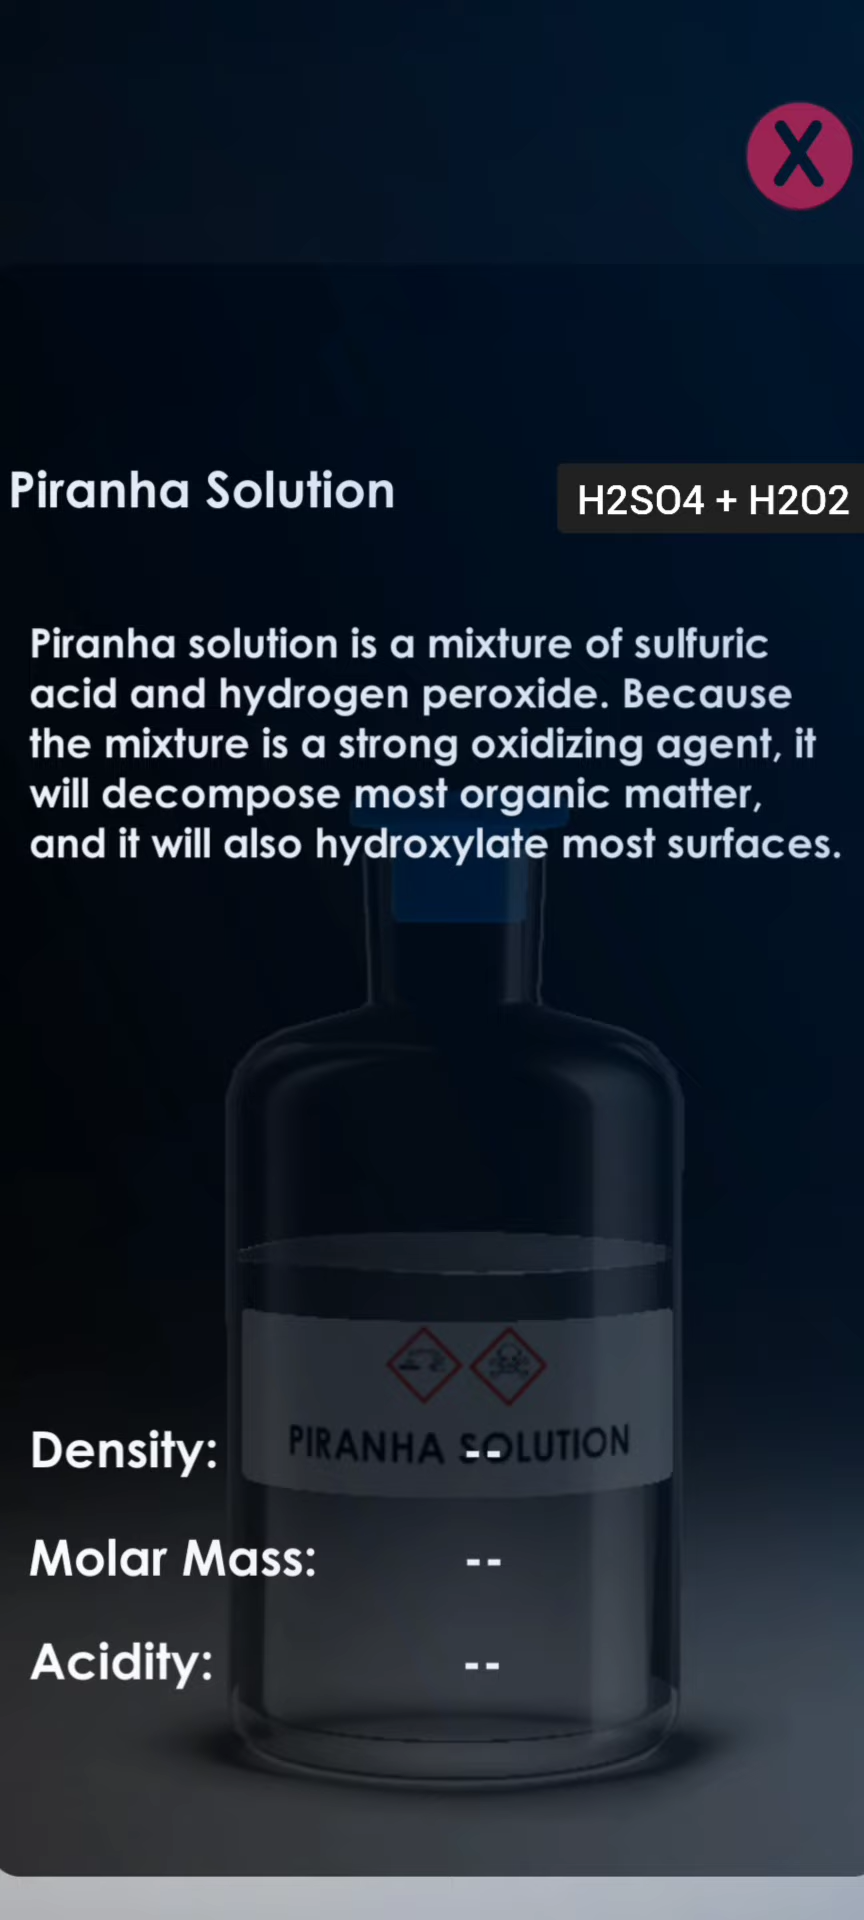 X
Piranha Solution
H2SO4 + H2O2
Piranha solution is a mixture of sulfuric
acid and hydrogen peroxide. Because
the mixture is a strong oxidizing agent, it
will decompose most organic matter,
and it will also hydroxylate most surfaces.
PIRANHA SOLUTION
Density: --
Molar Mass: --
Acidity: --